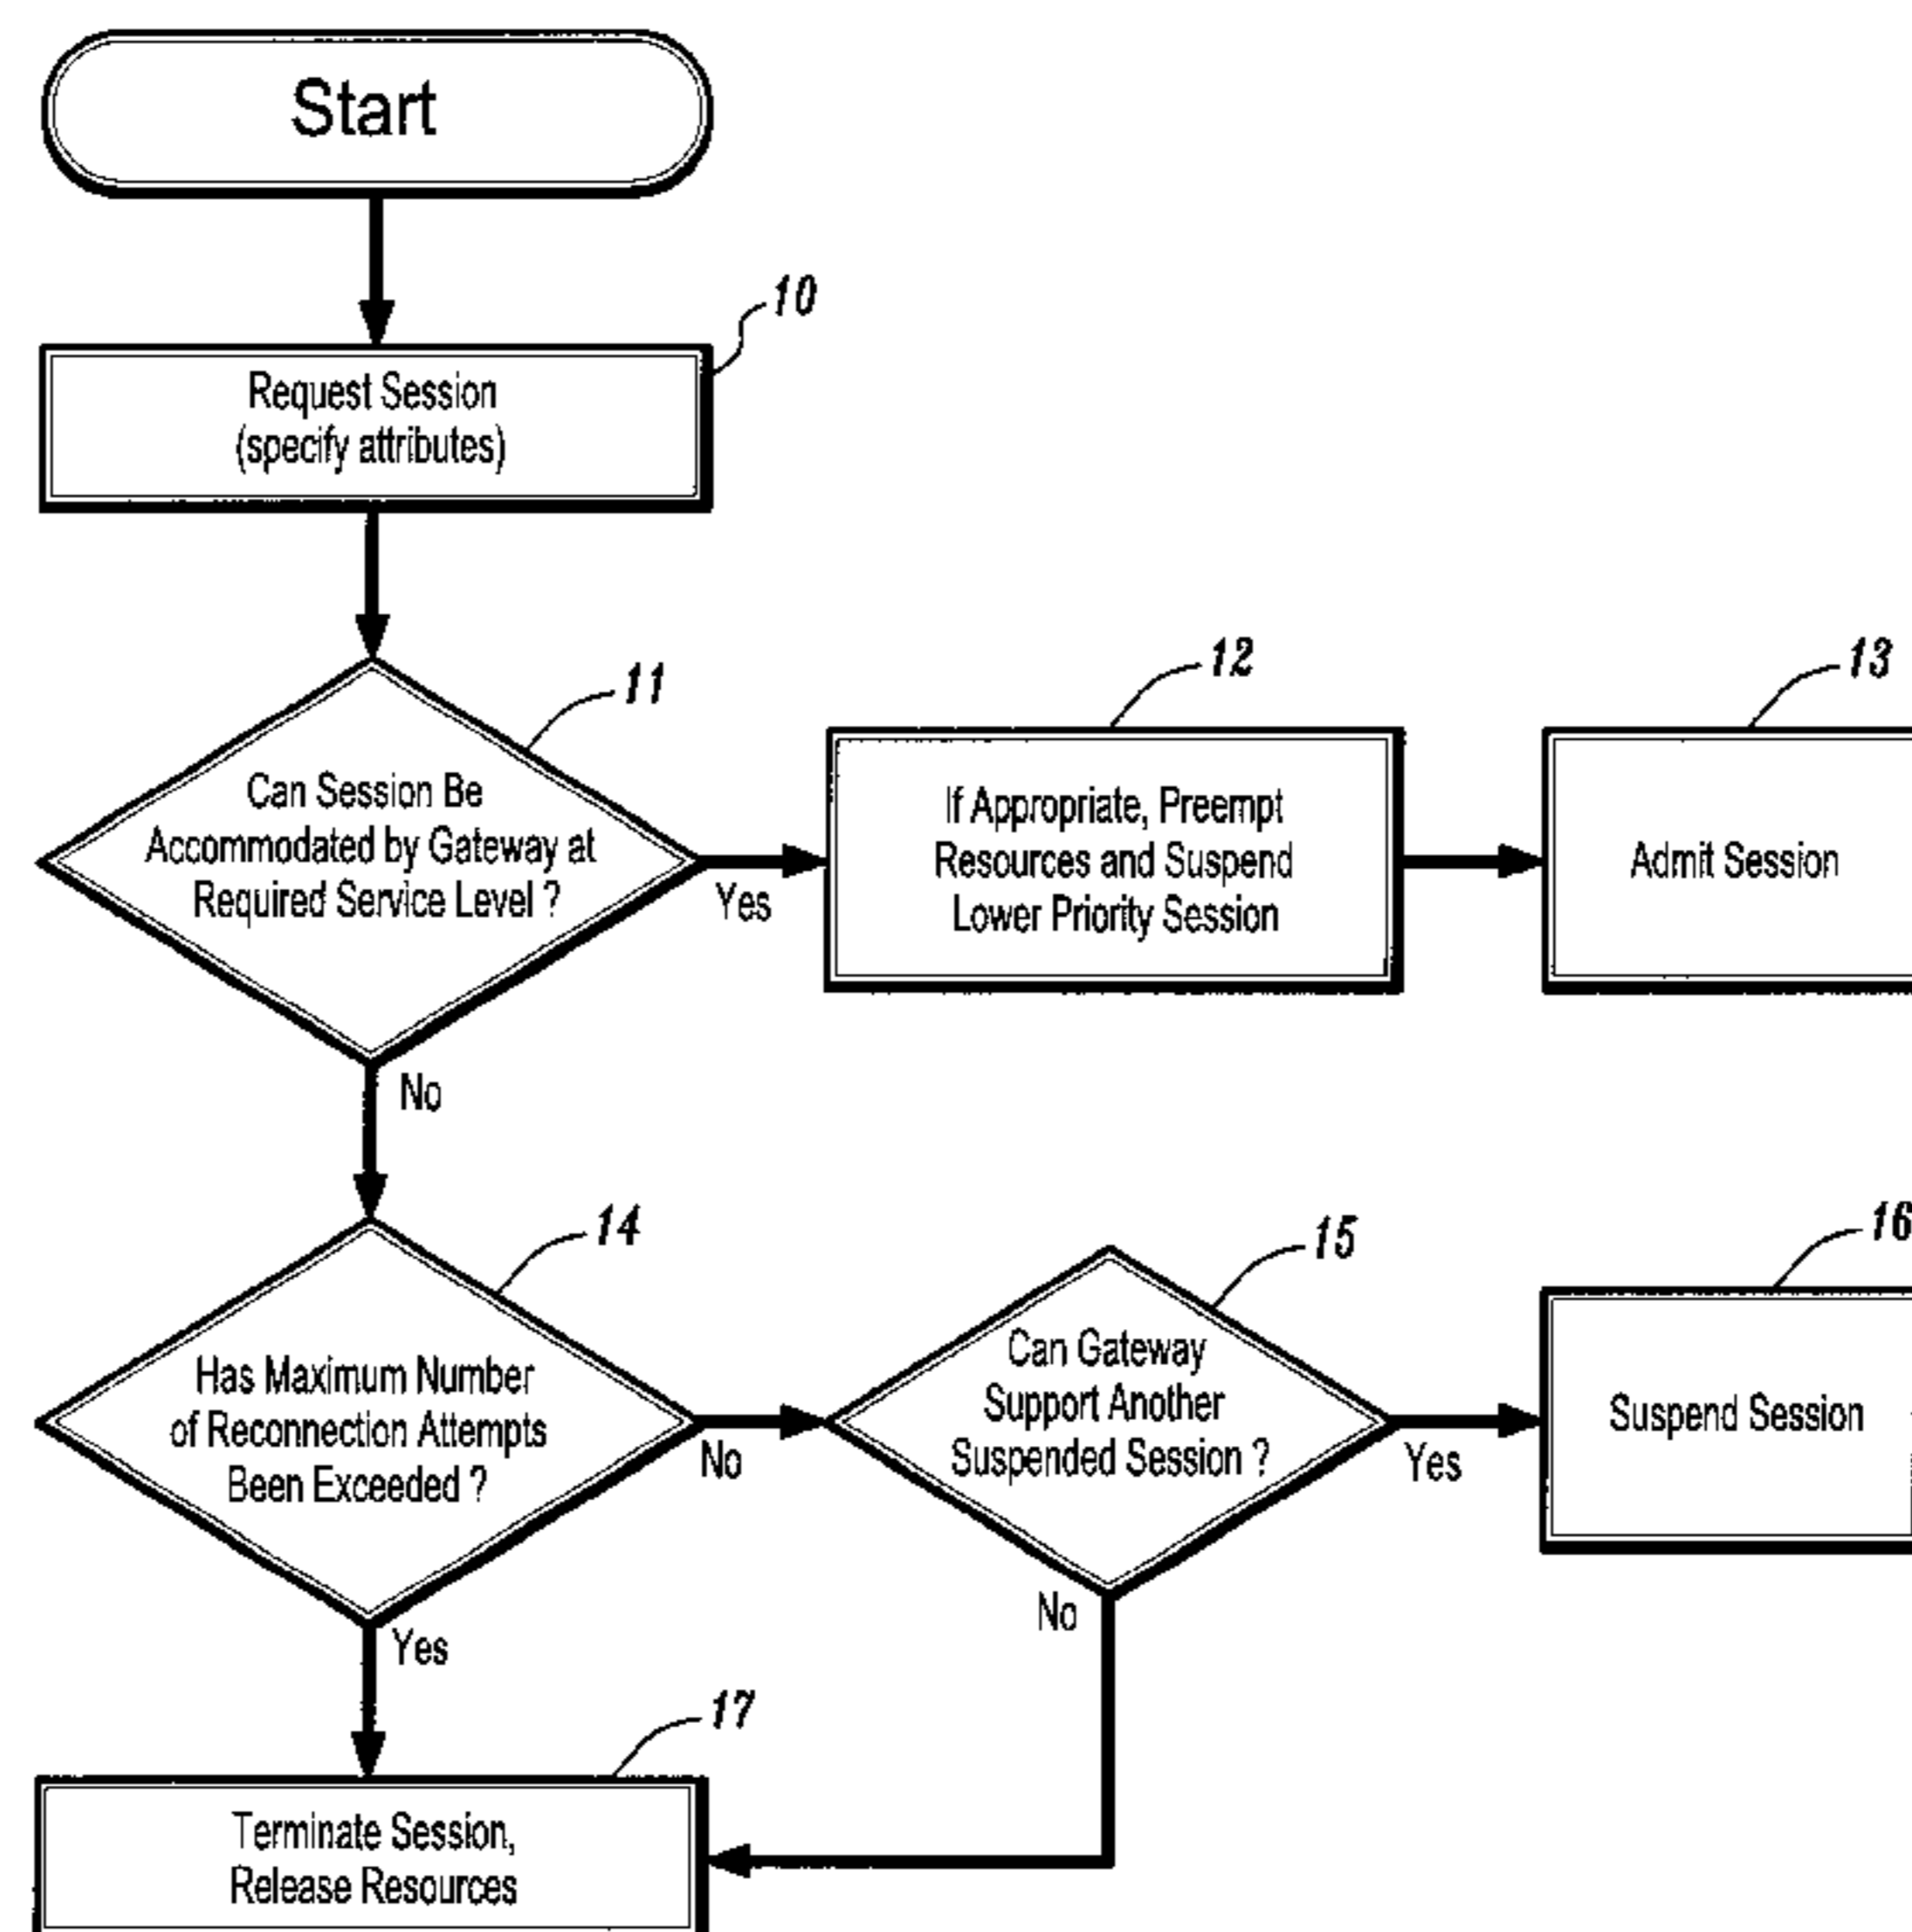 Start
10
Request Session
(specify attributes)
11
Can Session Be
Accommodated by Gateway at
Required Service Level ?
Yes
No
12
If Appropriate, Preempt
Resources and Suspend
Lower Priority Session
13
Admit Session
14
Has Maximum Number
of Reconnection Attempts
Been Exceeded ?
No
Yes
15
Can Gateway
Support Another
Suspended Session ?
Yes
No
16
Suspend Session
17
Terminate Session,
Release Resources